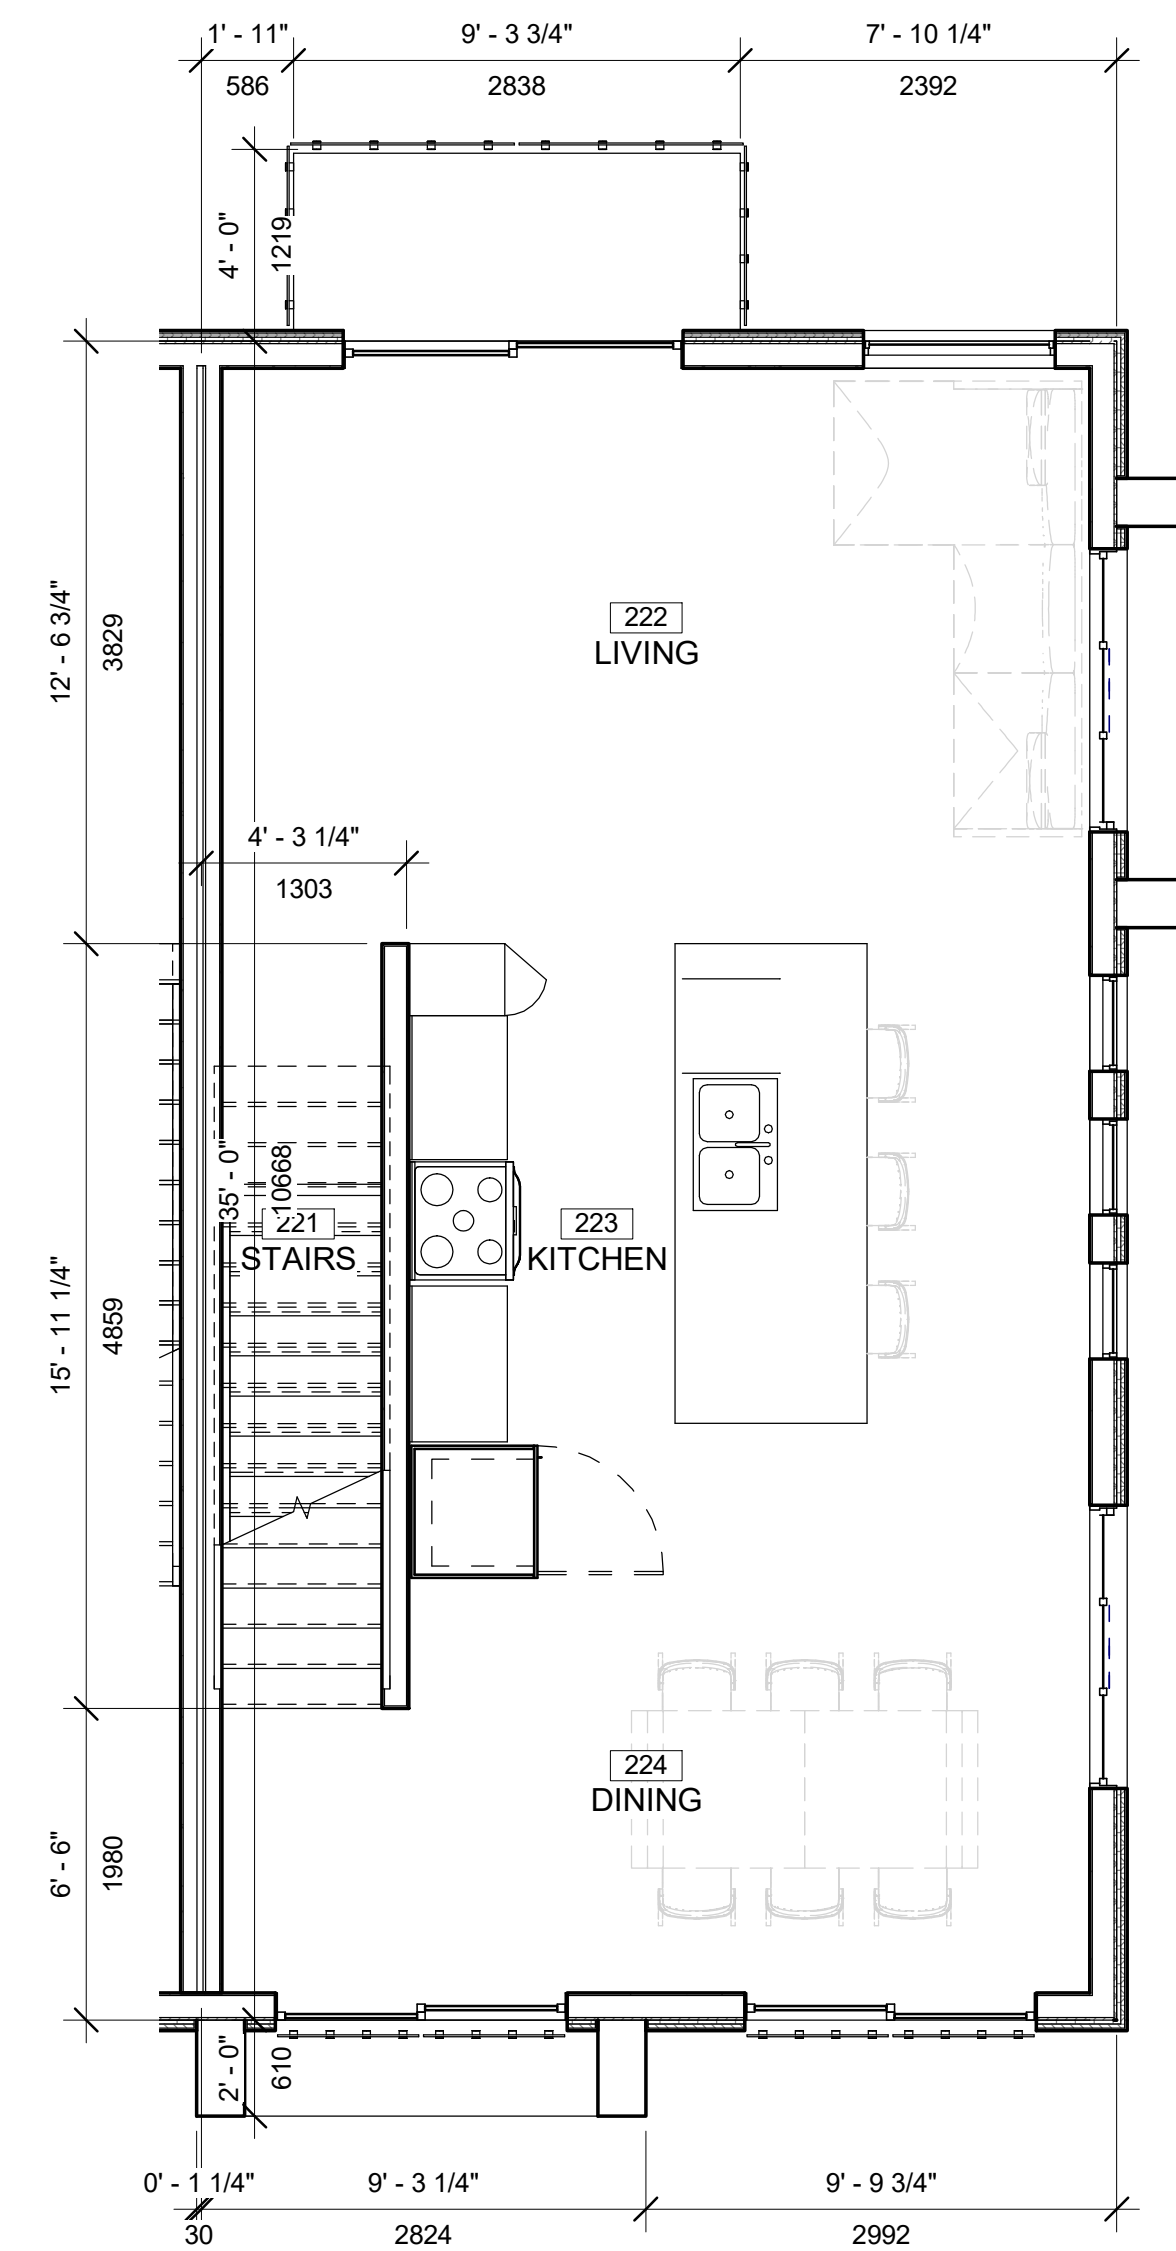 1' - 11"
9' - 3 3/4"
7' - 10 1/4"
586
2838
2392
4' - 0"
1219
12' - 6 3/4"
3829
222
LIVING
4' - 3 1/4"
1303
35' - 0"
10668
221
STAIRS
223
KITCHEN
15' - 11 1/4"
4859
224
DINING
6' - 6"
1980
2' - 0"
610
0' - 1 1/4"
9' - 3 1/4"
9' - 9 3/4"
30
2824
2992